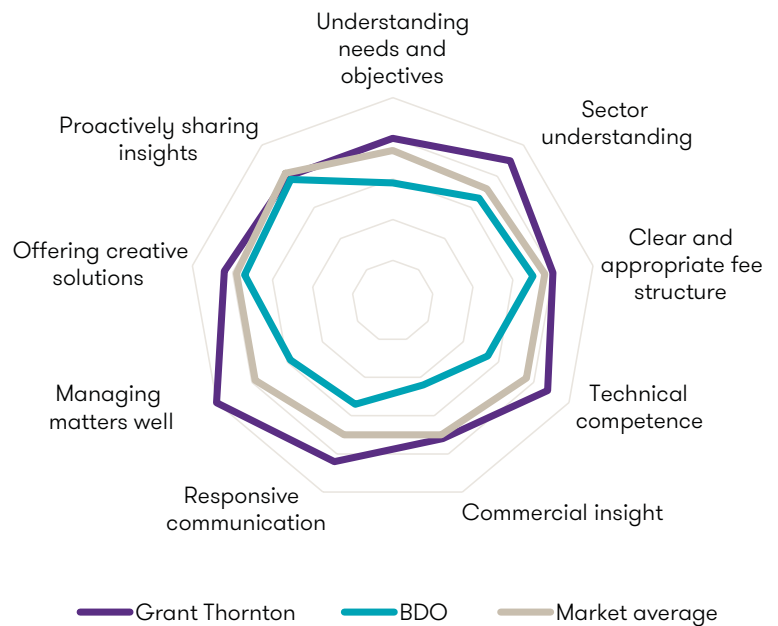 Understanding
needs and
objectives
Sector
understanding
Clear and
appropriate fee
structure
Technical
competence
Commercial insight
Responsive
communication
Managing
matters well
Offering creative
solutions
Proactively sharing
insights
Grant Thornton
BDO
Market average